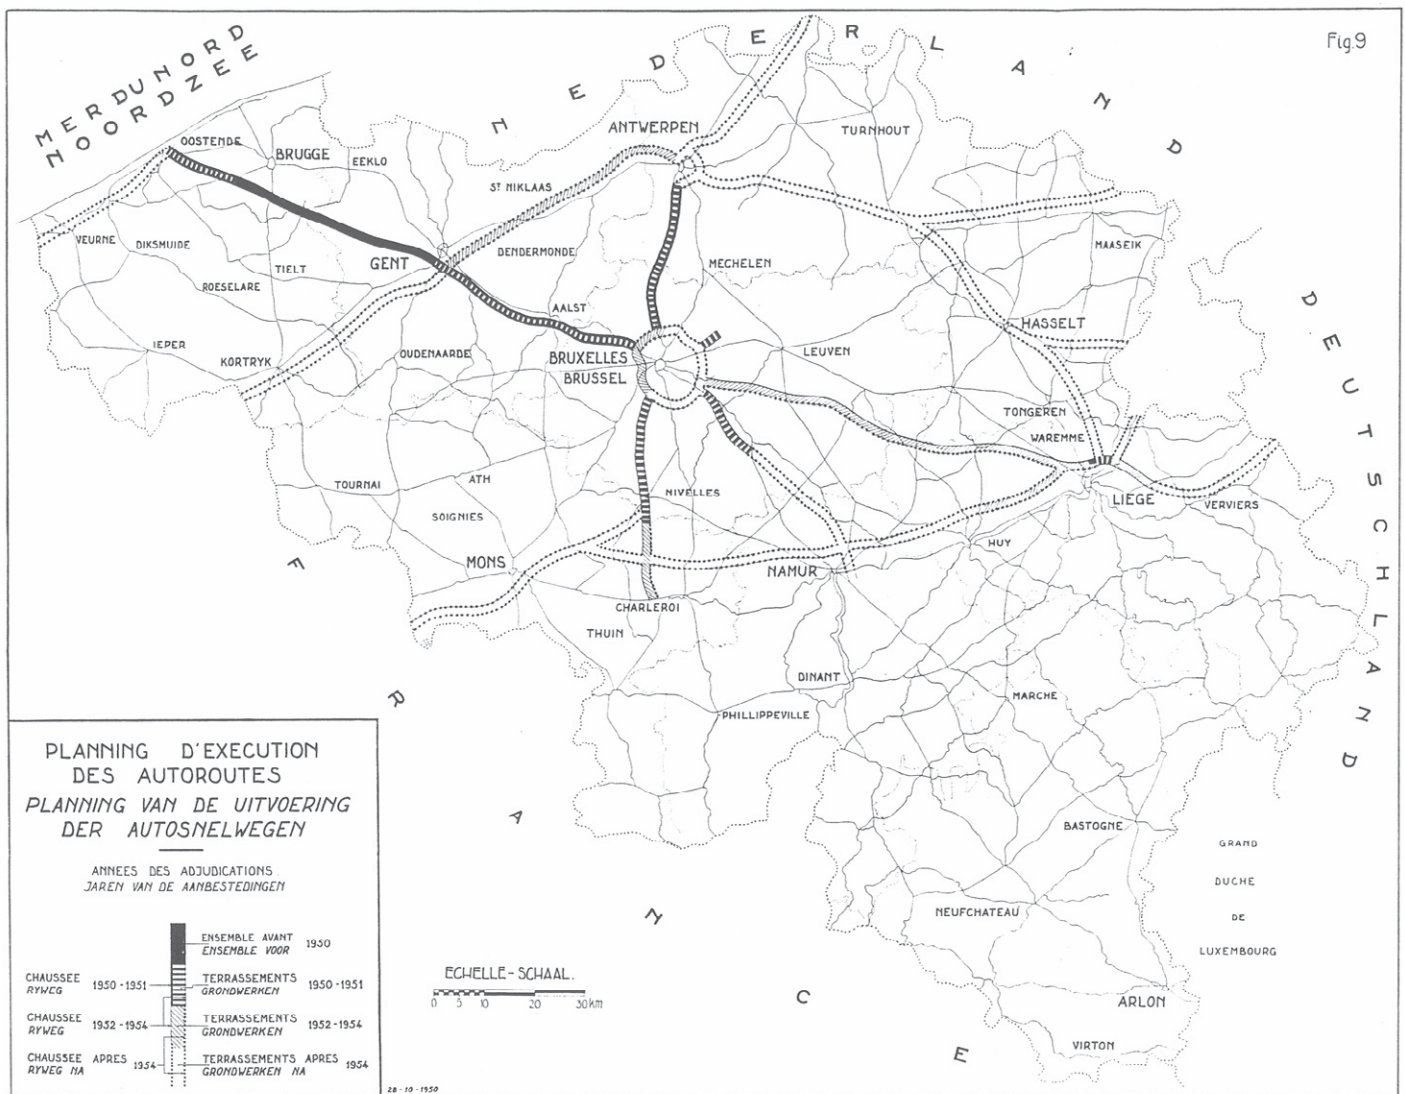 Fig.9
MER DU NORD
NOORDZEE
NEDERLAND
DEUTSCHLAND
FRANCE
OOSTENDE
BRUGGE
EEKLO
ANTWERPEN
TURNHOUT
ST NIKLAAS
VEURNE
DIKSMUIDE
GENT
DENDERMONDE
MAASEIK
TIELT
MECHELEN
ROESELARE
AALST
HASSELT
IEPER
KORTRYK
OUDENAARDE
BRUXELLES
BRUSSEL
LEUVEN
TONGEREN
WAREMME
TOURNAI
ATH
NIVELLES
LIEGE
VERVIERS
SOIGNIES
MONS
NAMUR
HUY
CHARLEROI
THUIN
DINANT
MARCHE
PHILLIPPEVILLE
BASTOGNE
GRAND
DUCHE
DE
LUXEMBOURG
NEUFCHATEAU
ARLON
VIRTON
PLANNING D'EXECUTION
DES AUTOROUTES
PLANNING VAN DE UITVOERING
DER AUTOSNELWEGEN
ANNEES DES ADJUDICATIONS
JAREN VAN DE AANBESTEDINGEN
ENSEMBLE AVANT
ENSEMBLE VOOR 1950
CHAUSSEE
RYWEG 1950-1951
TERRASSEMENTS
GRONDWERKEN 1950-1951
CHAUSSEE
RYWEG 1952-1954
TERRASSEMENTS
GRONDWERKEN 1952-1954
CHAUSSEE APRES
RYWEG NA 1954
TERRASSEMENTS APRES
GRONDWERKEN NA 1954
ECHELLE-SCHAAL.
0 5 10 20 30km
28-10-1950